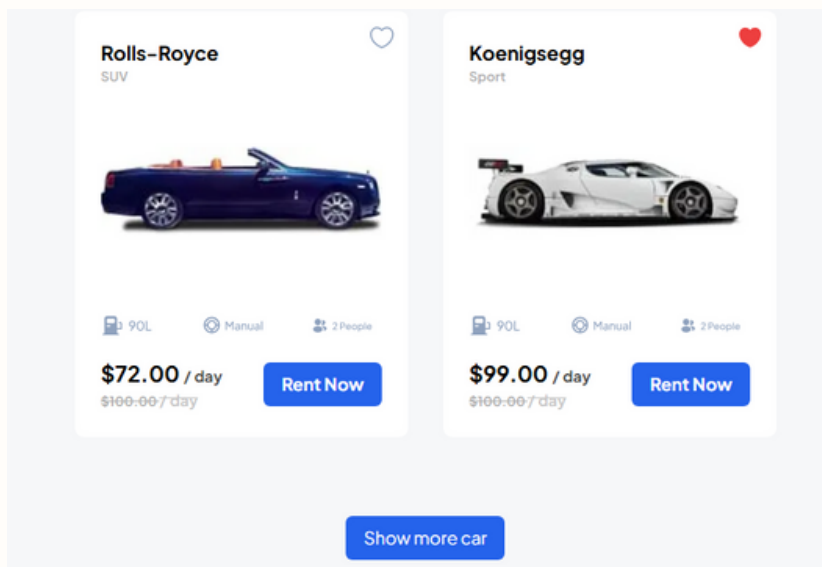 Rolls-Royce
SUV
90L Manual 2 People
$72.00 / day
$100.00 / day
Rent Now
Koenigsegg
Sport
90L Manual 2 People
$99.00 / day
$100.00 / day
Rent Now
Show more car